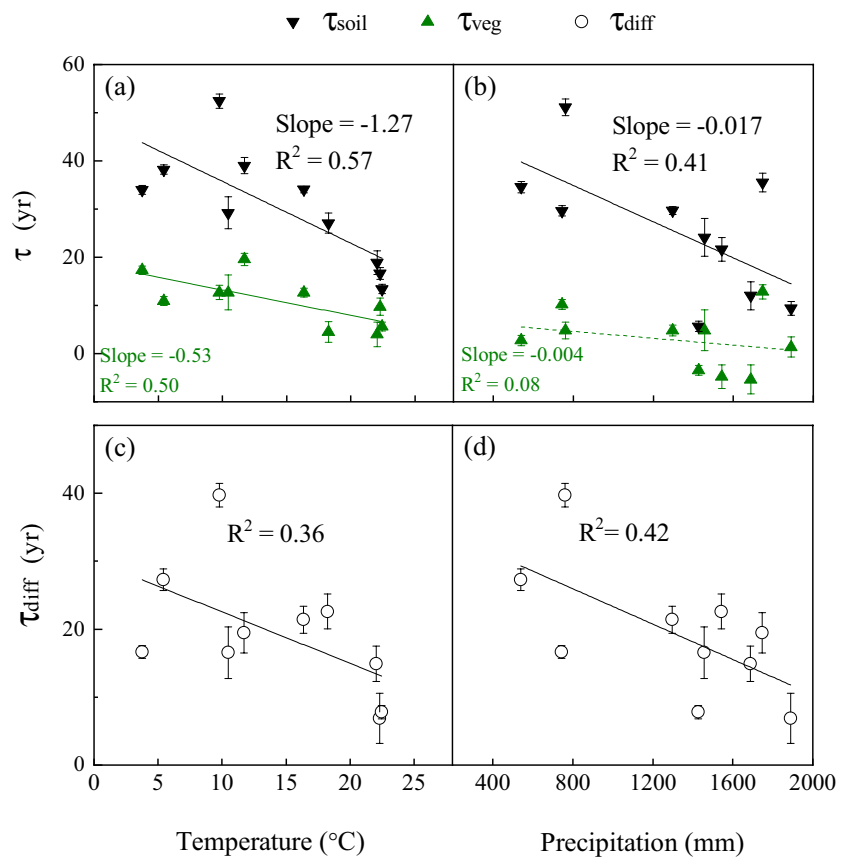 τsoil τveg τdiff
60
40
20
0
τ (yr)
(a)
Slope = -1.27
R² = 0.57
Slope = -0.53
R² = 0.50
(b)
Slope = -0.017
R² = 0.41
Slope = -0.004
R² = 0.08
40
20
0
τdiff (yr)
(c)
R² = 0.36
(d)
R²= 0.42
0 5 10 15 20 25
400 800 1200 1600 2000
Temperature (°C)
Precipitation (mm)